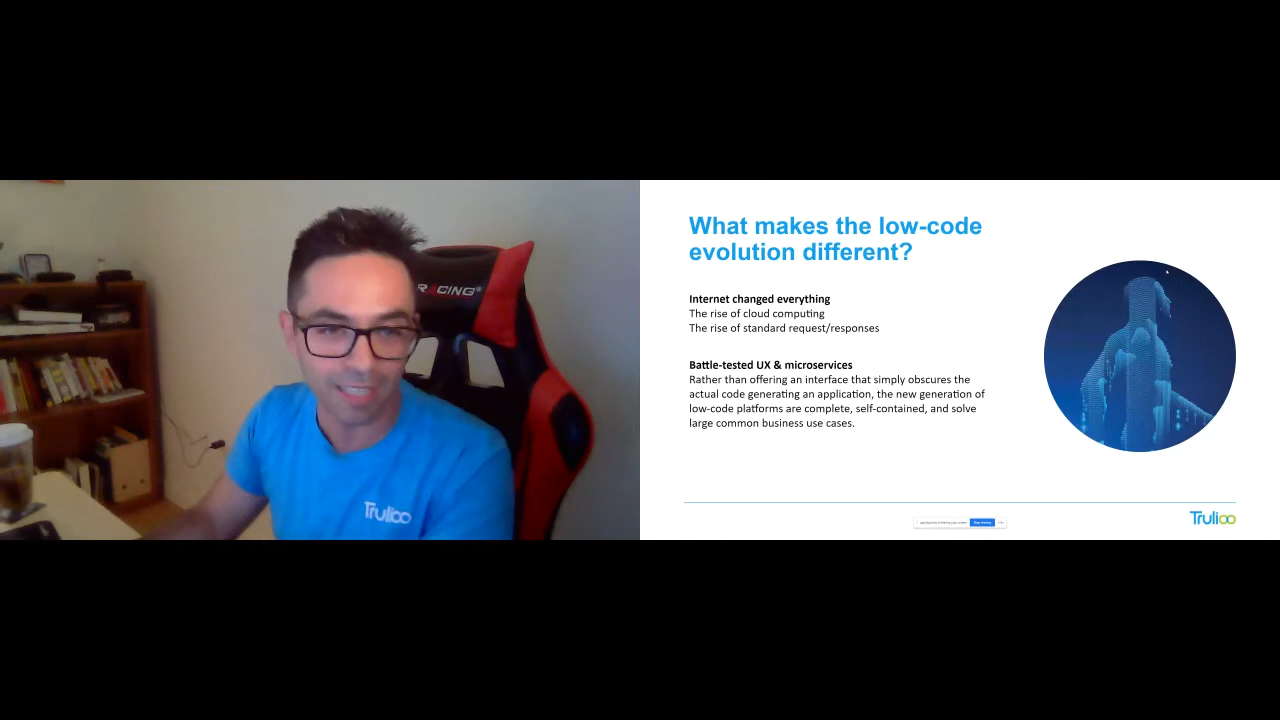 RACING®
Trulioo
What makes the low-code
evolution different?
Internet changed everything
The rise of cloud computing
The rise of standard request/responses
Battle-tested UX & microservices
Rather than offering an interface that simply obscures the
actual code generating an application, the new generation of
low-code platforms are complete, self-contained, and solve
large common business use cases.
Stop sharing
Trulioo